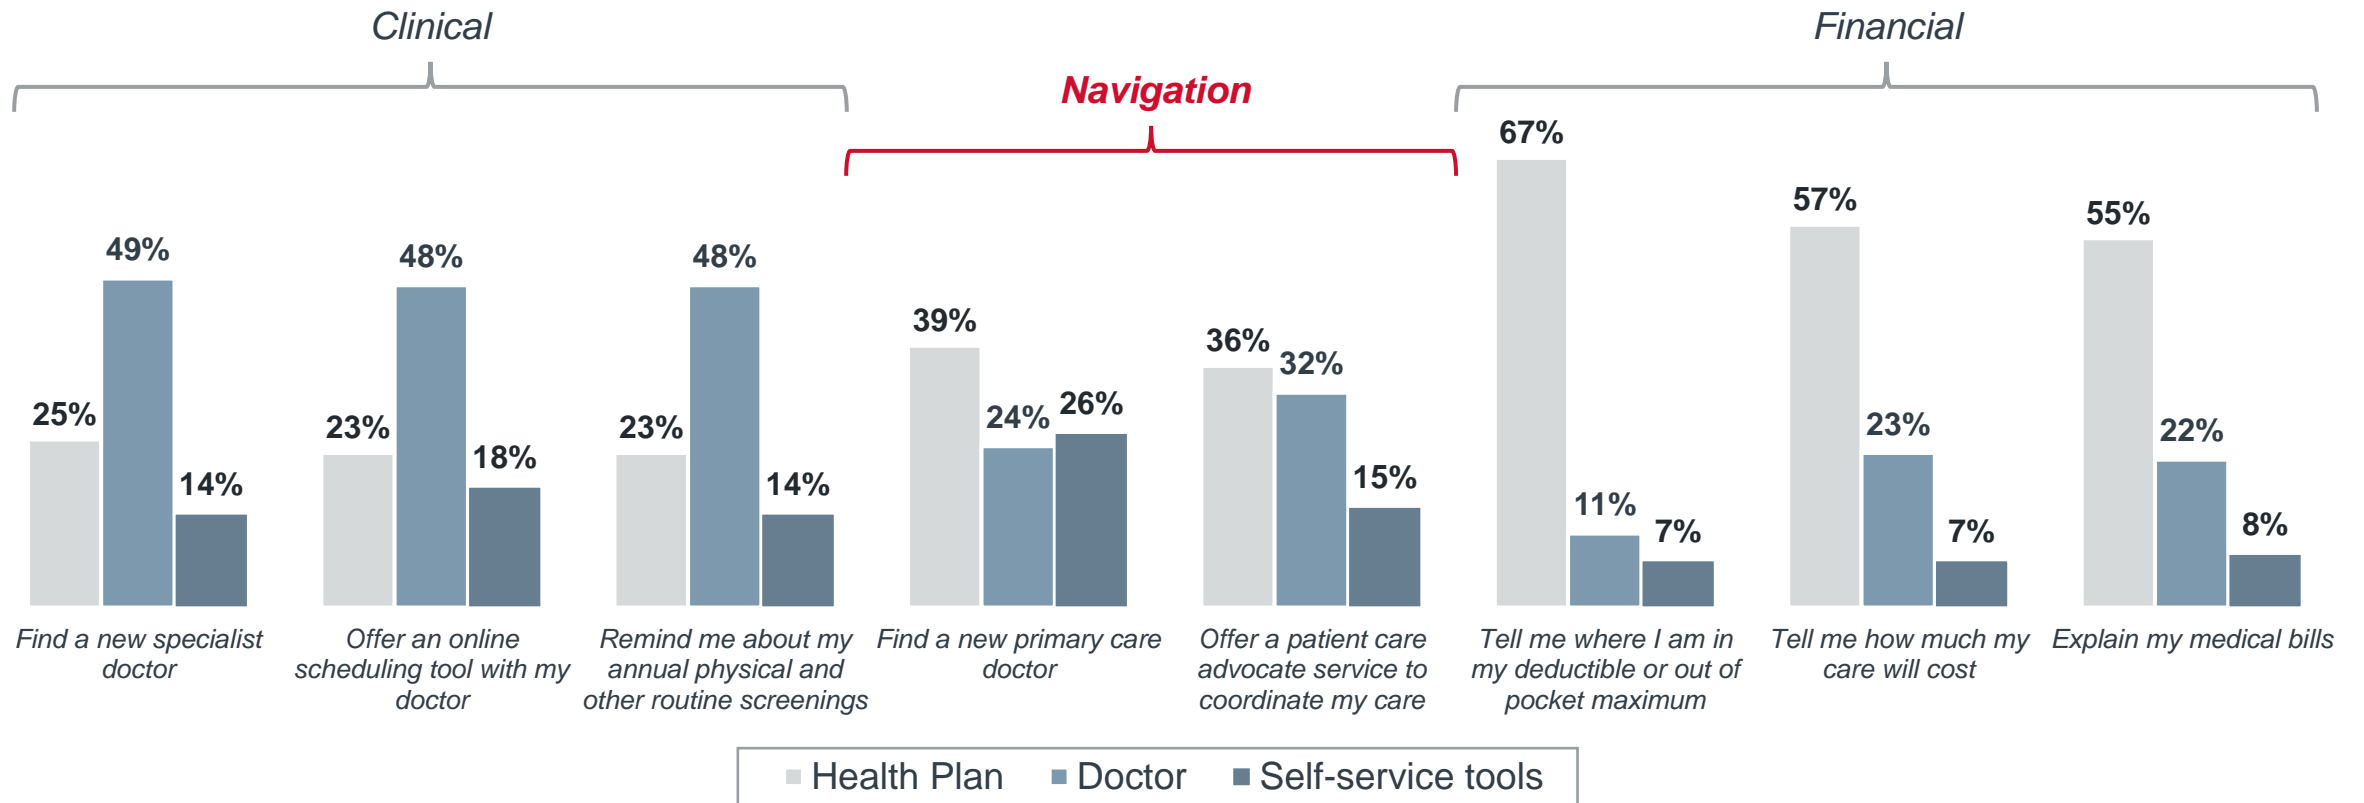 Clinical
Financial
Navigation
67%
57%
55%
49%
48%
48%
39%
36%
32%
25%
23%
23%
24%
26%
23%
22%
18%
14%
14%
15%
11%
7%
7%
8%
Find a new specialist
doctor
Offer an online
scheduling tool with my
doctor
Remind me about my
annual physical and
other routine screenings
Find a new primary care
doctor
Offer a patient care
advocate service to
coordinate my care
Tell me where I am in
my deductible or out of
pocket maximum
Tell me how much my
care will cost
Explain my medical bills
Health Plan
Doctor
Self-service tools